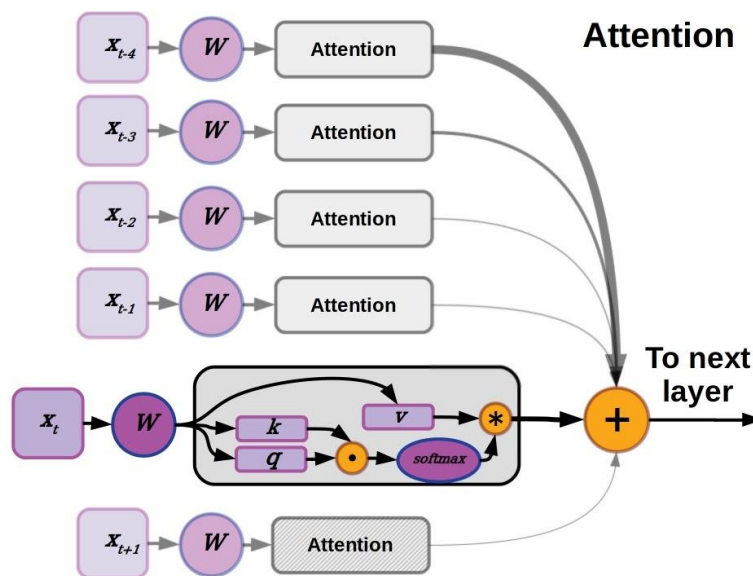 Attention
x_{t-4} W Attention
x_{t-3} W Attention
x_{t-2} W Attention
x_{t-1} W Attention
To next
layer
x_t W k q v • softmax * +
x_{t+1} W Attention